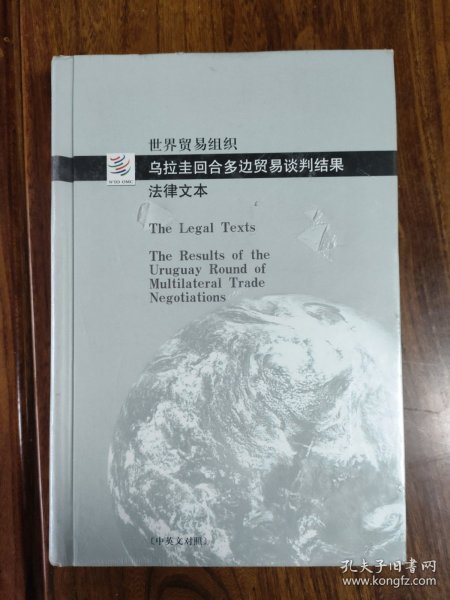 世界贸易组织
WTO OMC
乌拉圭回合多边贸易谈判结果
法律文本
The Legal Texts
The Results of the
Uruguay Round of
Multilateral Trade
Negotiations
[中英文对照]
孔夫子旧书网
www.kongfz.com